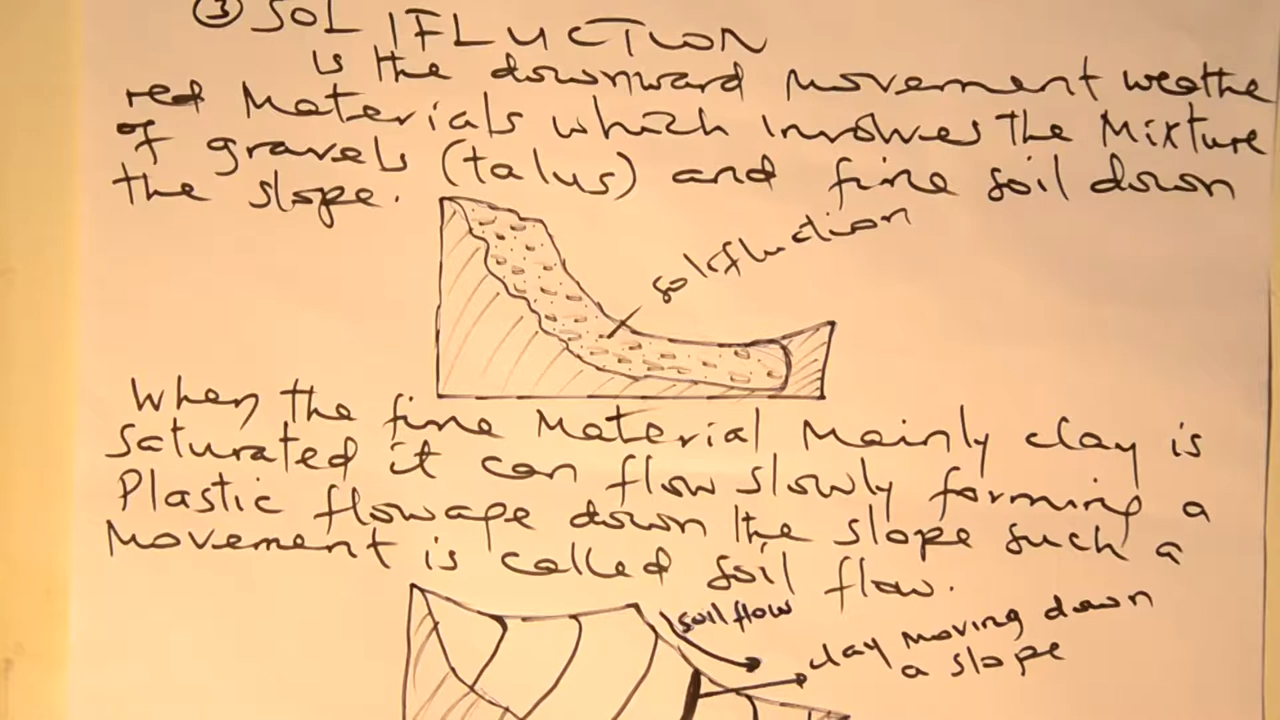 ③ SOLIFLUCTION
is the downward movement weathe
red Materials which involves the Mixture
of gravels (talus) and fine soil down
the slope.
solifluction
When the fine Material Mainly clay is
saturated it can flow slowly forming a
Plastic flowage down the slope such a
Movement is called soil flow.
soil flow
clay moving down
a slope